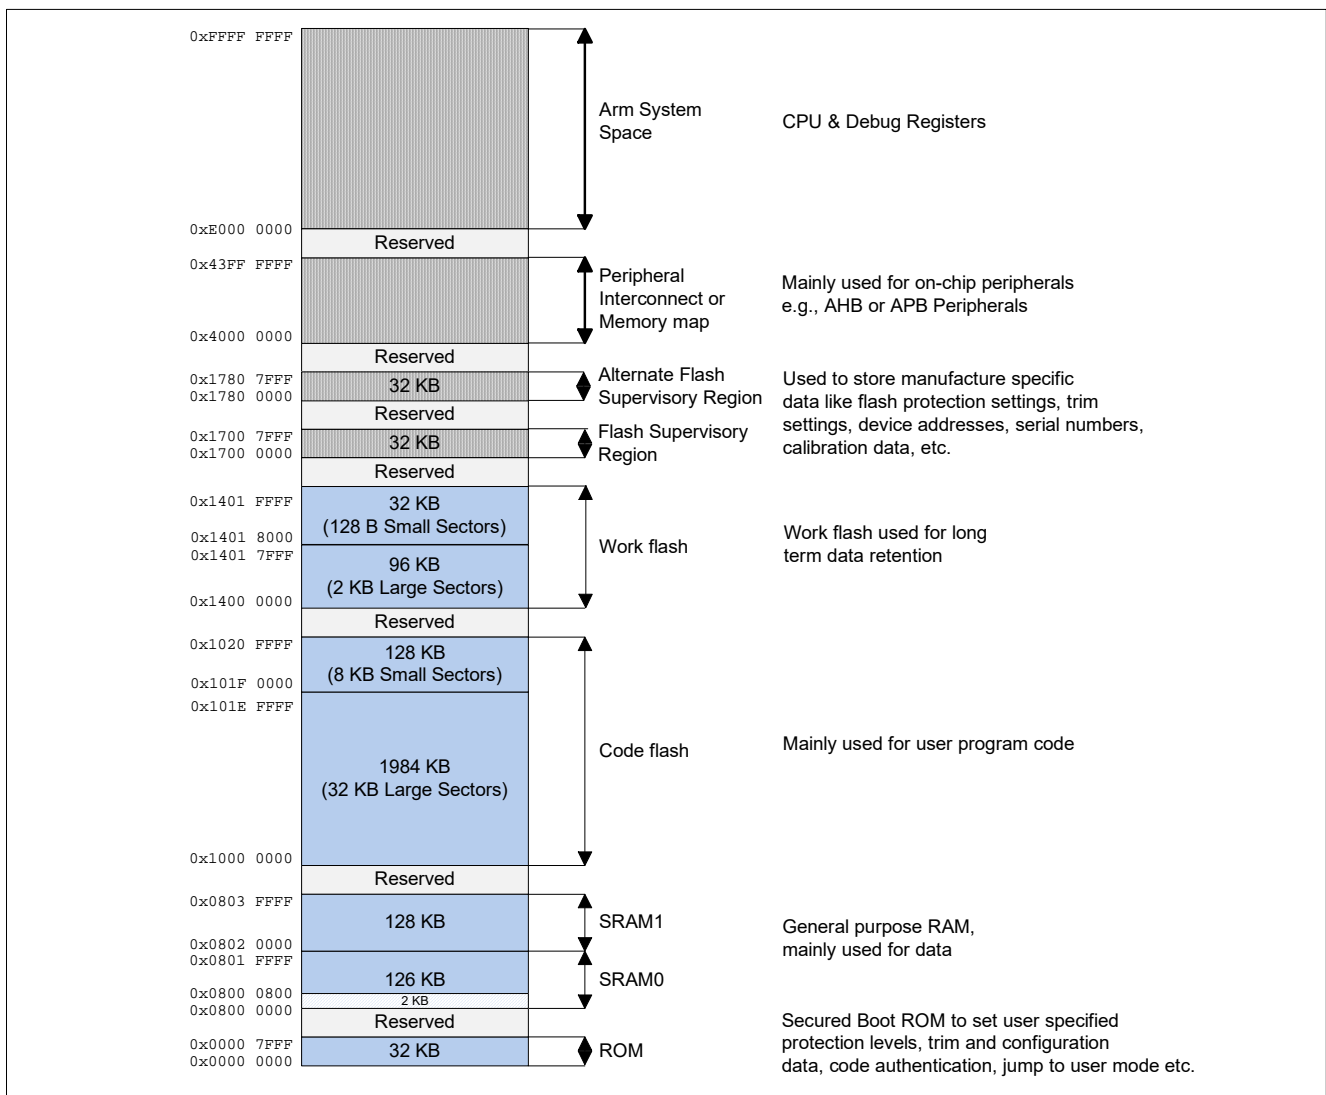 0xFFFF FFFF
Arm System
Space
CPU & Debug Registers
0xE000 0000
Reserved
0x43FF FFFF
Peripheral
Interconnect or
Memory map
Mainly used for on-chip peripherals
e.g., AHB or APB Peripherals
0x4000 0000
Reserved
0x1780 7FFF
32 KB
0x1780 0000
Alternate Flash
Supervisory Region
Used to store manufacture specific
data like flash protection settings, trim
settings, device addresses, serial numbers,
calibration data, etc.
Reserved
0x1700 7FFF
32 KB
0x1700 0000
Flash Supervisory
Region
Reserved
0x1401 FFFF
32 KB
(128 B Small Sectors)
0x1401 8000
0x1401 7FFF
96 KB
(2 KB Large Sectors)
0x1400 0000
Work flash
Work flash used for long
term data retention
Reserved
0x1020 FFFF
128 KB
(8 KB Small Sectors)
0x101F 0000
0x101E FFFF
1984 KB
(32 KB Large Sectors)
0x1000 0000
Code flash
Mainly used for user program code
Reserved
0x0803 FFFF
128 KB
0x0802 0000
SRAM1
General purpose RAM,
mainly used for data
0x0801 FFFF
126 KB
0x0800 0800
2 KB
0x0800 0000
SRAM0
Reserved
0x0000 7FFF
32 KB
0x0000 0000
ROM
Secured Boot ROM to set user specified
protection levels, trim and configuration
data, code authentication, jump to user mode etc.